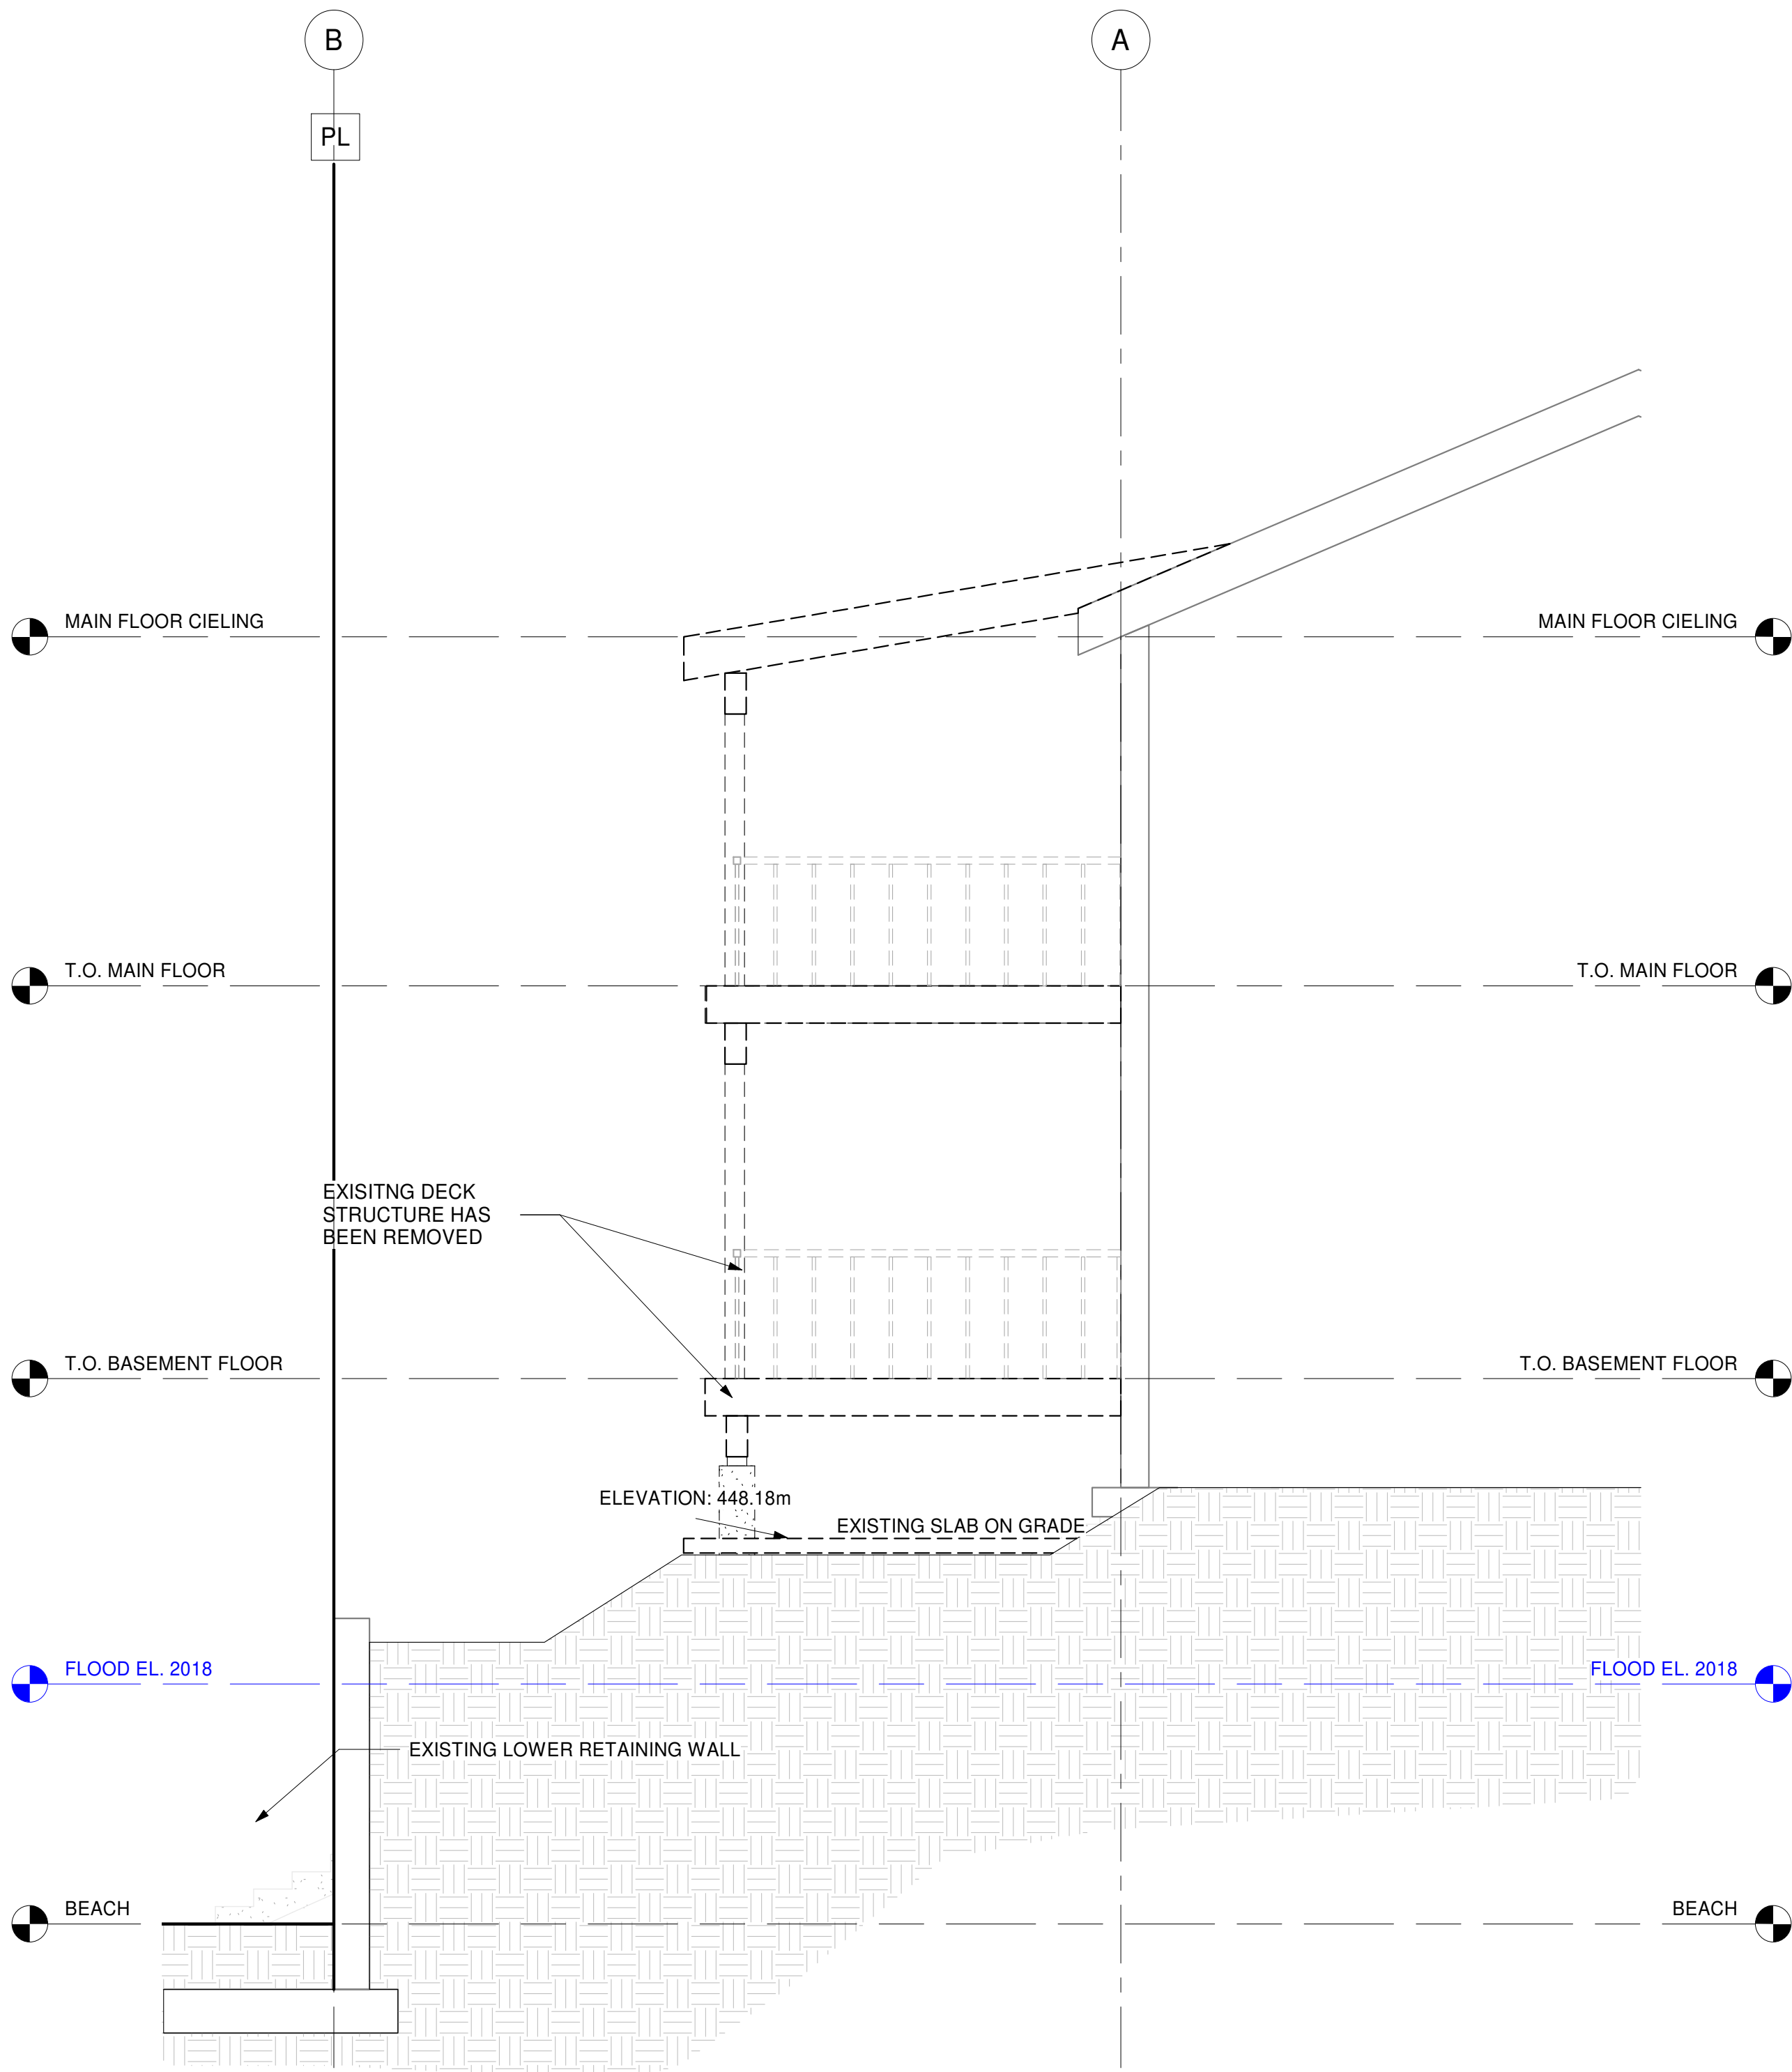 B
A
PL
MAIN FLOOR CIELING
MAIN FLOOR CIELING
T.O. MAIN FLOOR
T.O. MAIN FLOOR
EXISITNG DECK
STRUCTURE HAS
BEEN REMOVED
T.O. BASEMENT FLOOR
T.O. BASEMENT FLOOR
ELEVATION: 448.18m
EXISTING SLAB ON GRADE
FLOOD EL. 2018
FLOOD EL. 2018
EXISTING LOWER RETAINING WALL
BEACH
BEACH